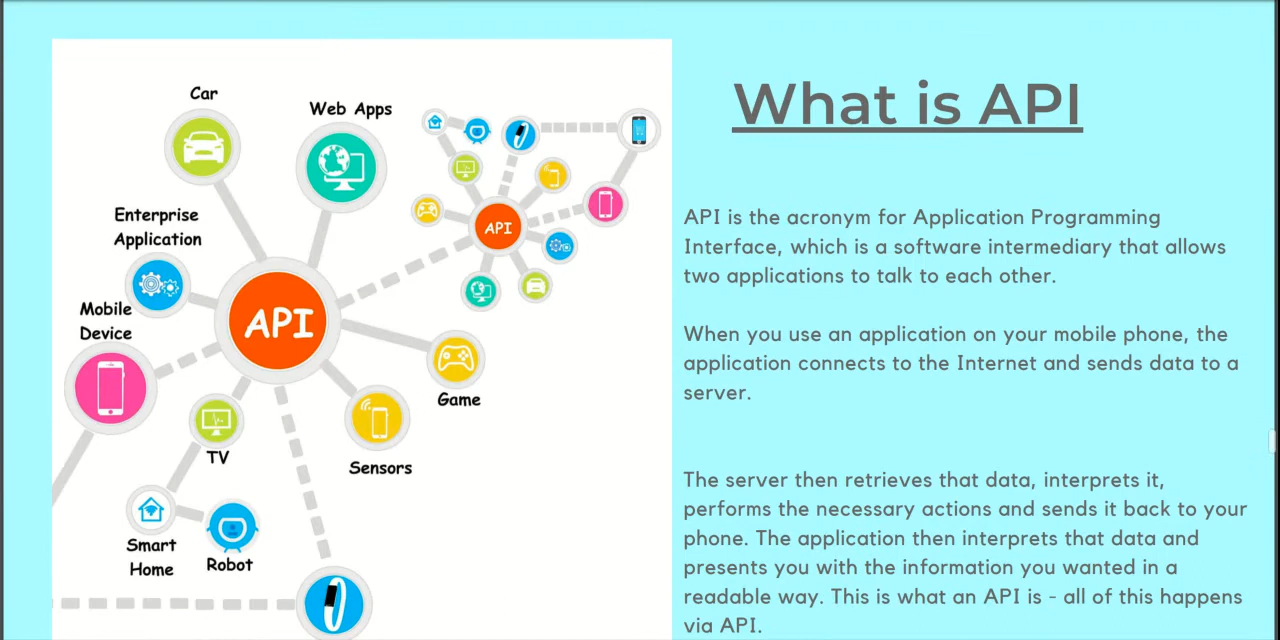 What is API
Car
Web Apps
Enterprise
Application
Mobile
Device
API
API
Game
TV
Sensors
Smart
Home
Robot
API is the acronym for Application Programming
Interface, which is a software intermediary that allows
two applications to talk to each other.
When you use an application on your mobile phone, the
application connects to the Internet and sends data to a
server.
The server then retrieves that data, interprets it,
performs the necessary actions and sends it back to your
phone. The application then interprets that data and
presents you with the information you wanted in a
readable way. This is what an API is - all of this happens
via API.